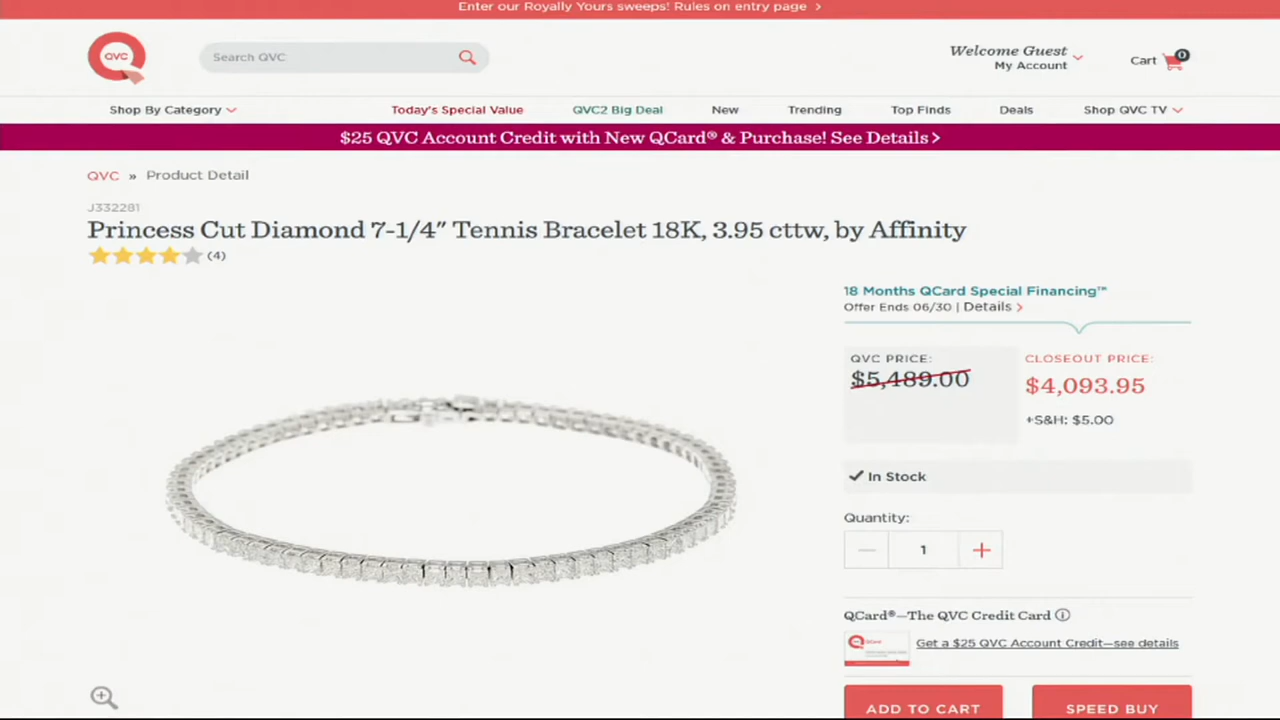 Enter our Royally Yours sweeps! Rules on entry page >
QVC
Search QVC
Welcome Guest
My Account
Cart
0
Shop By Category
Today's Special Value
QVC2 Big Deal
New
Trending
Top Finds
Deals
Shop QVC TV
$25 QVC Account Credit with New QCard® & Purchase! See Details >
QVC » Product Detail
J332281
Princess Cut Diamond 7-1/4" Tennis Bracelet 18K, 3.95 cttw, by Affinity
(4)
18 Months QCard Special Financing™
Offer Ends 06/30 | Details >
QVC PRICE:
$5,489.00
CLOSEOUT PRICE:
$4,093.95
+S&H: $5.00
In Stock
Quantity:
1
QCard®—The QVC Credit Card
Get a $25 QVC Account Credit—see details
ADD TO CART
SPEED BUY